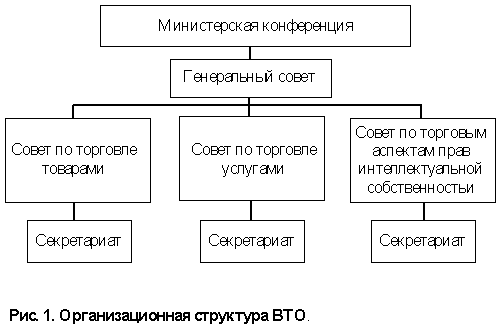 Министерская конференция
Генеральный совет
Совет по торговле
товарами
Совет по торговле
услугами
Совет по торговым
аспектам прав
интеллектуальной
собственностьи
Секретариат
Секретариат
Секретариат
Рис. 1. Организационная структура ВТО.